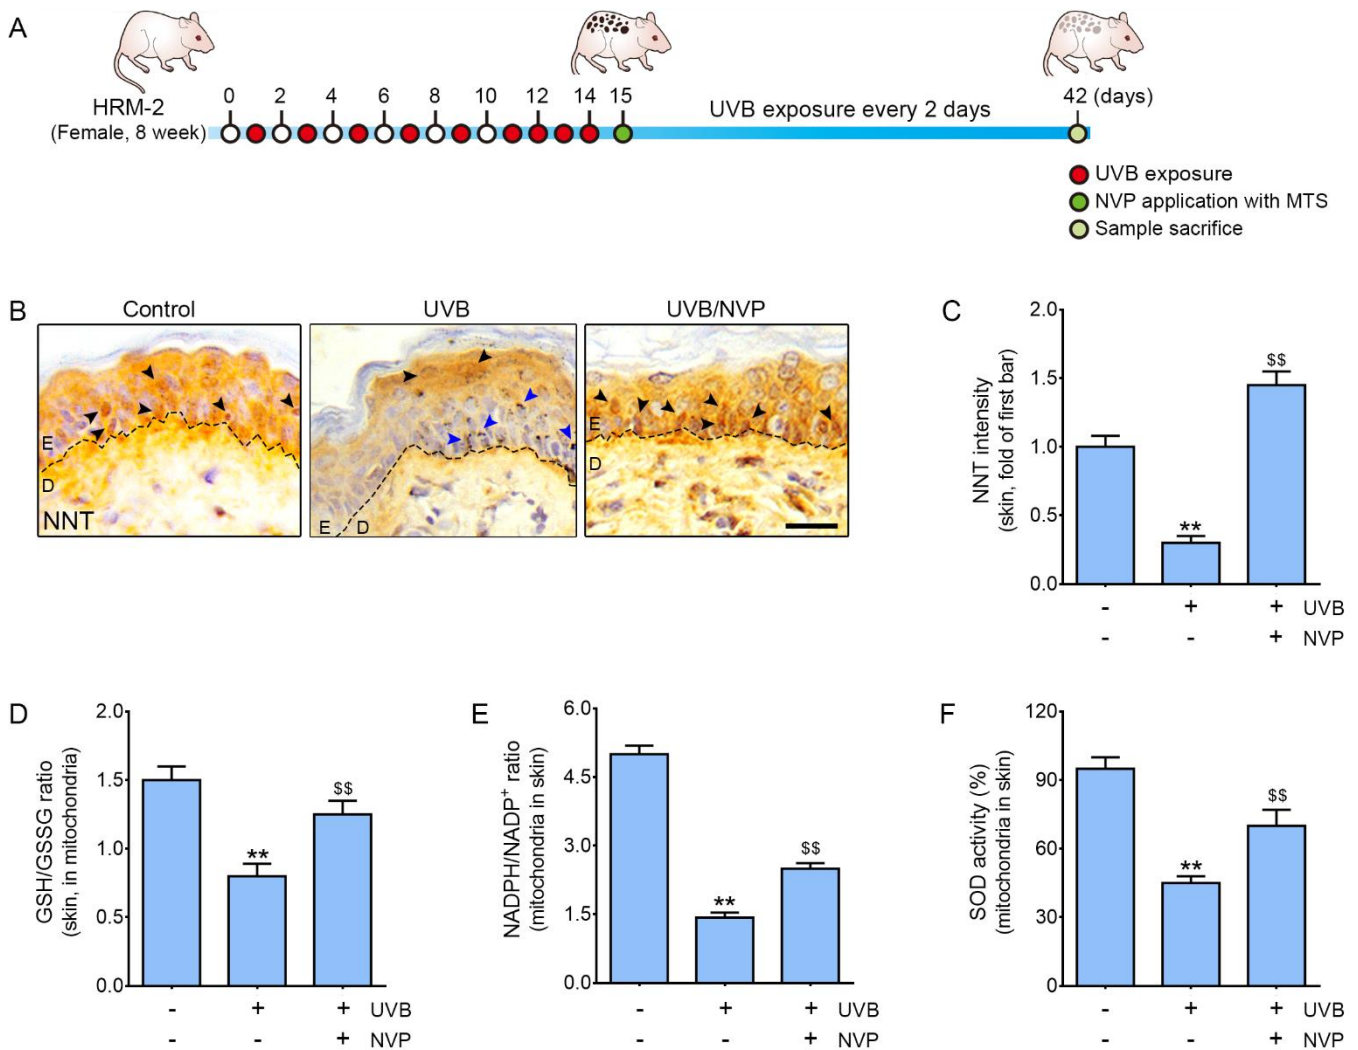 A
HRM-2
(Female, 8 week)
0 2 4 6 8 10 12 14 15
UVB exposure every 2 days
42 (days)
UVB exposure
NVP application with MTS
Sample sacrifice
B
Control
UVB
UVB/NVP
E
D
NNT
E
D
E
D
C
NNT intensity
(skin, fold of first bar)
2.0
1.5
1.0
0.5
0.0
**
$$
- + + UVB
- - + NVP
D
GSH/GSSG ratio
(skin, in mitochondria)
2.0
1.5
1.0
0.5
0.0
**
$$
- + + UVB
- - + NVP
E
NADPH/NADP⁺ ratio
(mitochondria in skin)
6.0
4.5
3.0
1.5
0.0
**
$$
- + + UVB
- - + NVP
F
SOD activity (%)
(mitochondria in skin)
120
90
60
30
0
**
$$
- + + UVB
- - + NVP